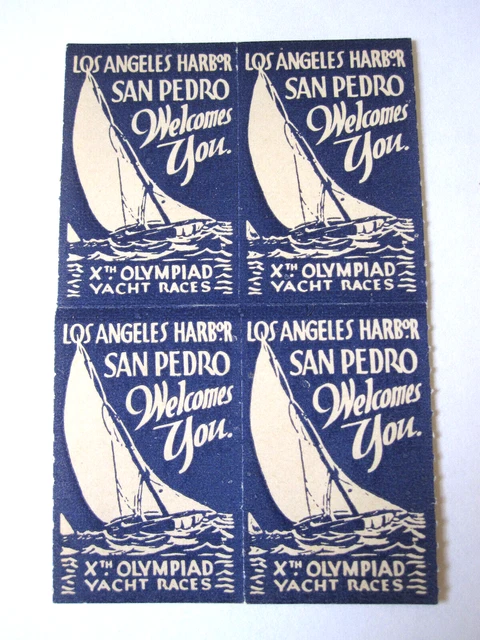 LOS ANGELES HARBOR
SAN PEDRO
Welcomes
You.
XTH OLYMPIAD
YACHT RACES
LOS ANGELES HARBOR
SAN PEDRO
Welcomes
You.
XTH OLYMPIAD
YACHT RACES
LOS ANGELES HARBOR
SAN PEDRO
Welcomes
You.
XTH OLYMPIAD
YACHT RACES
LOS ANGELES HARBOR
SAN PEDRO
Welcomes
You.
XTH OLYMPIAD
YACHT RACES